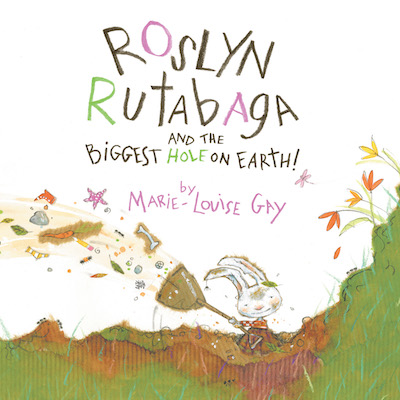 ROSLYN
RUTABAGA
AND THE
BIGGEST HOLE ON EARTH!
by
MARIE-LOUISE GAY